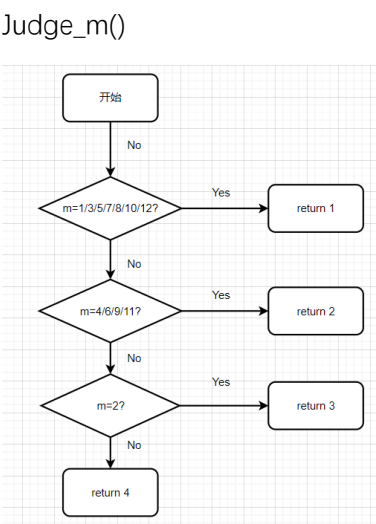 Judge_m()
开始
No
m=1/3/5/7/8/10/12?
Yes
return 1
No
m=4/6/9/11?
Yes
return 2
No
m=2?
Yes
return 3
No
return 4